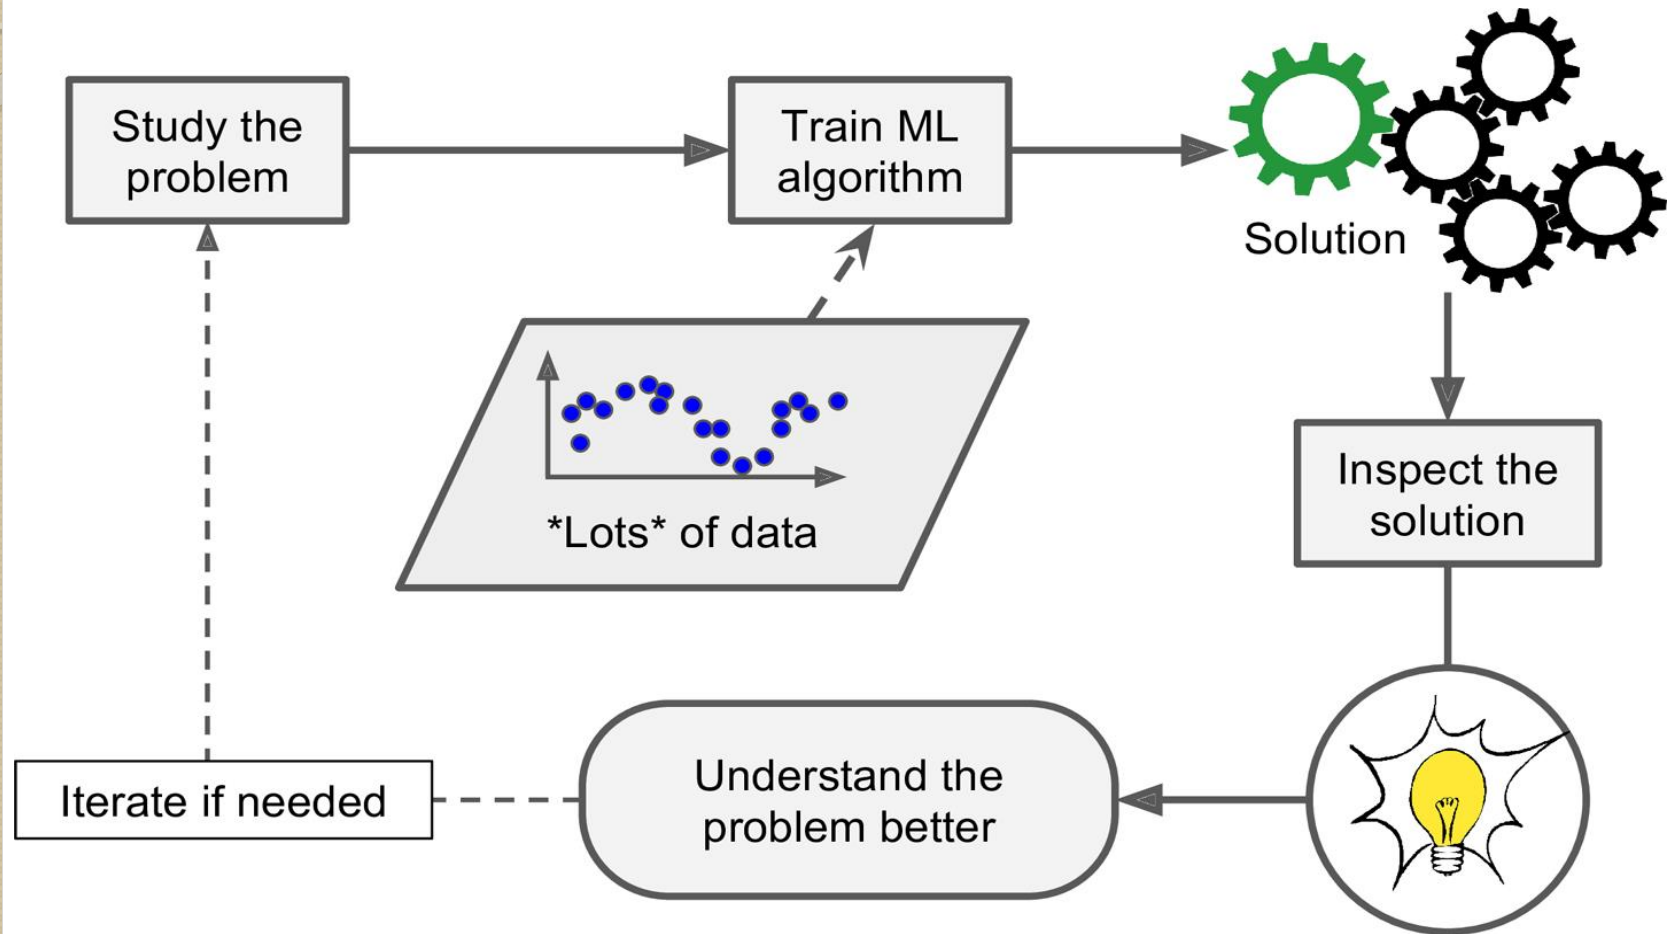 Study the
problem
Train ML
algorithm
Solution
*Lots* of data
Inspect the
solution
Understand the
problem better
Iterate if needed